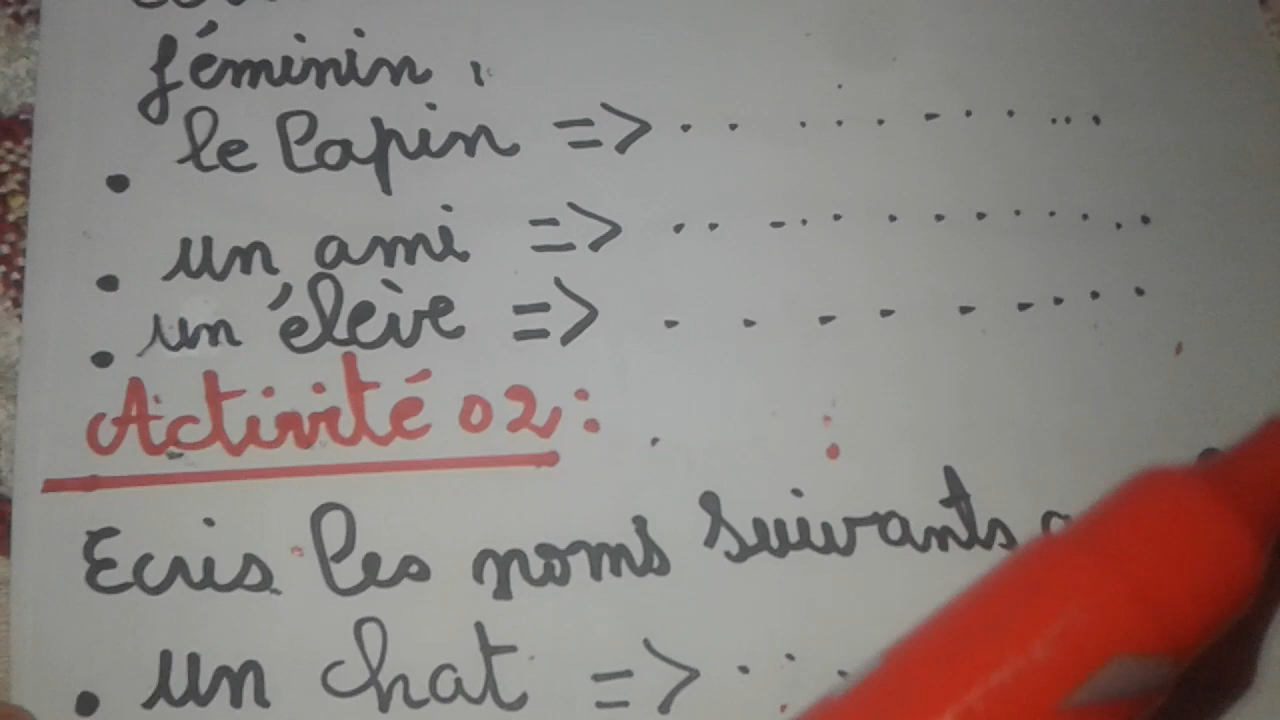 féminin :
. le lapin => . . . . . . . . . . .
. un ami => . . . . . . . . . . . .
. un élève => . . . . . . . . .
Activité 02 :
Ecris les noms suivants
. un chat => . . .